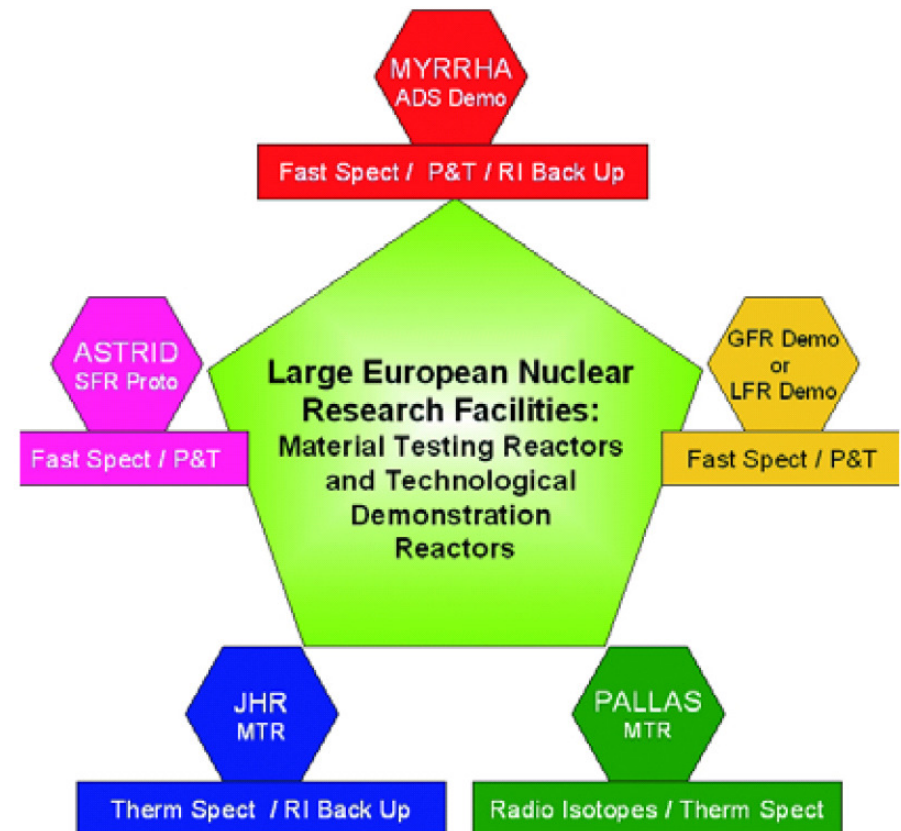 MYRRHA
ADS Demo
Fast Spect / P&T / RI Back Up
ASTRID
SFR Proto
Fast Spect / P&T
GFR Demo
or
LFR Demo
Fast Spect / P&T
Large European Nuclear
Research Facilities:
Material Testing Reactors
and Technological
Demonstration
Reactors
JHR
MTR
Therm Spect / RI Back Up
PALLAS
MTR
Radio Isotopes / Therm Spect